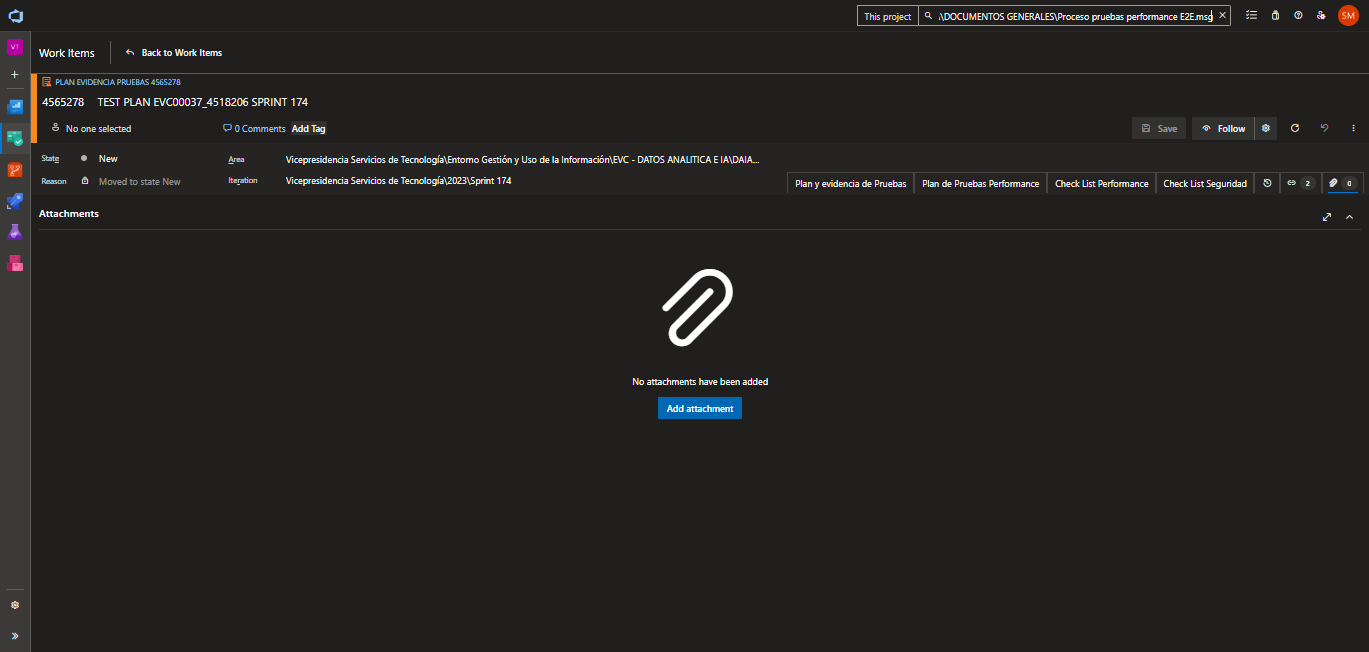 This project
.\DOCUMENTOS GENERALES\Proceso pruebas performance E2E.msg
SM
VT
Work Items
Back to Work Items
PLAN EVIDENCIA PRUEBAS 4565278
4565278 TEST PLAN EVC00037_4518206 SPRINT 174
No one selected
0 Comments
Add Tag
Save
Follow
State
New
Area
Vicepresidencia Servicios de Tecnología\Entorno Gestión y Uso de la Información\EVC - DATOS ANALITICA E IA\DAIA...
Reason
Moved to state New
Iteration
Vicepresidencia Servicios de Tecnología\2023\Sprint 174
Plan y evidencia de Pruebas
Plan de Pruebas Performance
Check List Performance
Check List Seguridad
2
0
Attachments
No attachments have been added
Add attachment